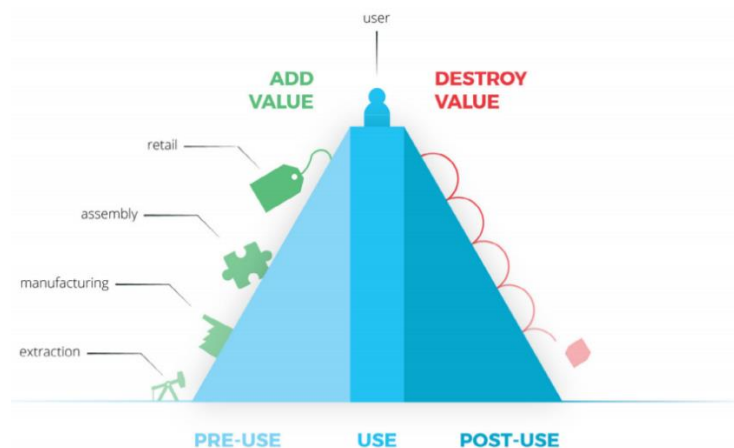 user
ADD
VALUE
DESTROY
VALUE
retail
assembly
manufacturing
extraction
PRE-USE
USE
POST-USE